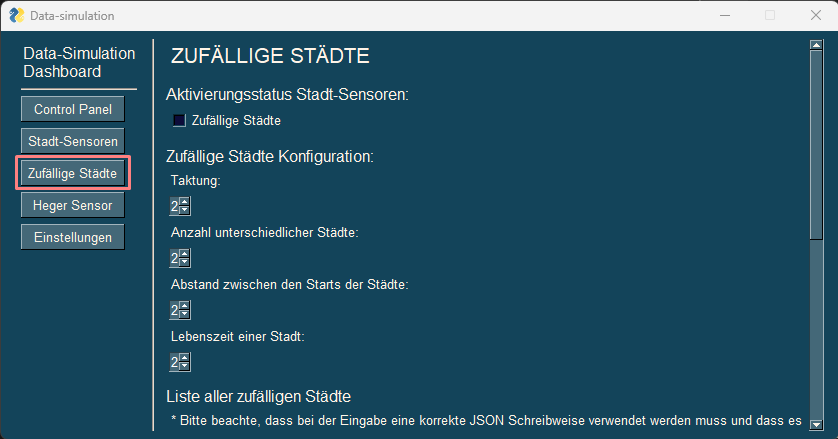 Data-simulation
Data-Simulation
Dashboard
Control Panel
Stadt-Sensoren
Zufällige Städte
Heger Sensor
Einstellungen
ZUFÄLLIGE STÄDTE
Aktivierungsstatus Stadt-Sensoren:
Zufällige Städte
Zufällige Städte Konfiguration:
Taktung:
2
Anzahl unterschiedlicher Städte:
2
Abstand zwischen den Starts der Städte:
2
Lebenszeit einer Stadt:
2
Liste aller zufälligen Städte
* Bitte beachte, dass bei der Eingabe eine korrekte JSON Schreibweise verwendet werden muss und dass es